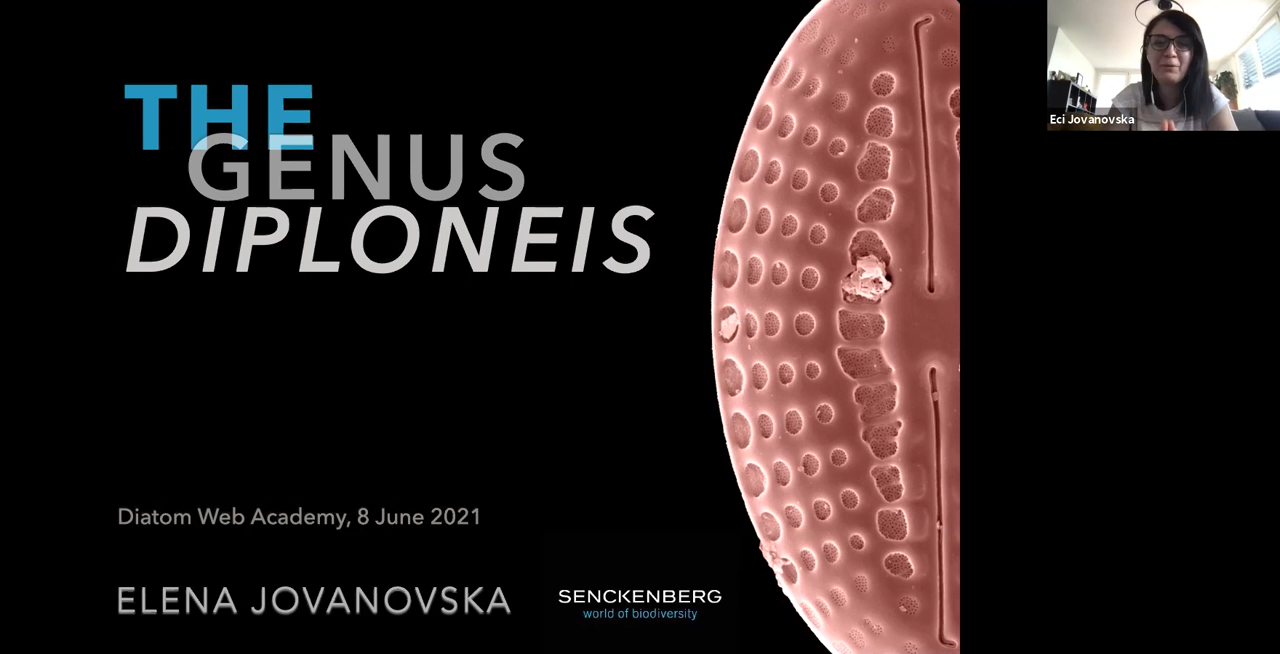 THE
GENUS
DIPLONEIS
Diatom Web Academy, 8 June 2021
ELENA JOVANOVSKA
SENCKENBERG
world of biodiversity
Eci Jovanovska